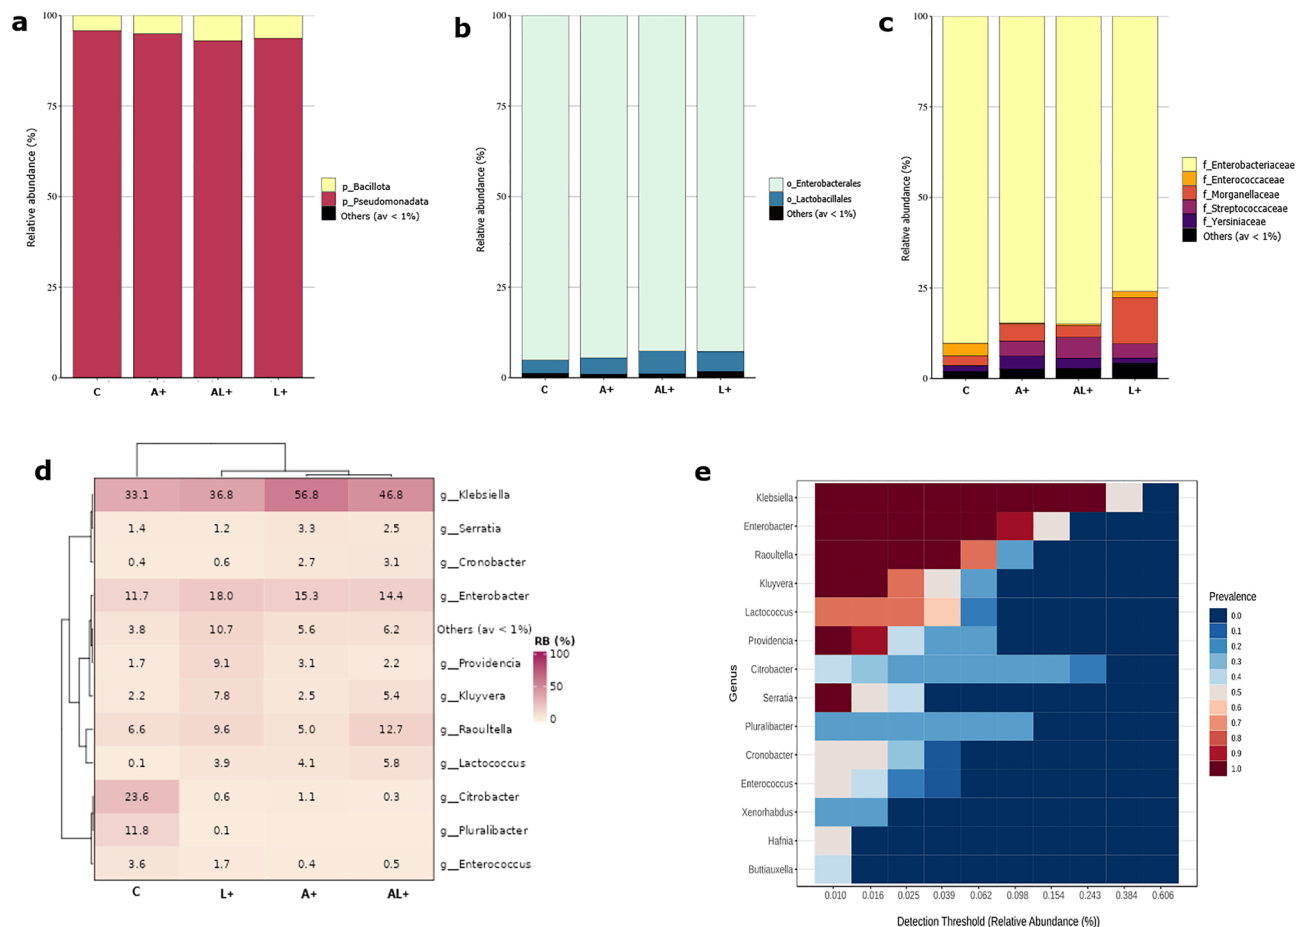 a
100
75
50
25
0
Relative abundance (%)
C A+ AL+ L+
p_Bacillota
p_Pseudomonadata
Others (av < 1%)
b
100
75
50
25
0
Relative abundance (%)
C A+ AL+ L+
o_Enterobacterales
o_Lactobacillales
Others (av < 1%)
c
100
75
50
25
0
Relative abundance (%)
C A+ AL+ L+
f_Enterobacteriaceae
f_Enterococcaceae
f_Morganellaceae
f_Streptococcaceae
f_Yersiniaceae
Others (av < 1%)
d
33.1 36.8 56.8 46.8 g__Klebsiella
1.4 1.2 3.3 2.5 g__Serratia
0.4 0.6 2.7 3.1 g__Cronobacter
11.7 18.0 15.3 14.4 g__Enterobacter
3.8 10.7 5.6 6.2 Others (av < 1%)
1.7 9.1 3.1 2.2 g__Providencia
2.2 7.8 2.5 5.4 g__Kluyvera
6.6 9.6 5.0 12.7 g__Raoultella
0.1 3.9 4.1 5.8 g__Lactococcus
23.6 0.6 1.1 0.3 g__Citrobacter
11.8 0.1 g__Pluralibacter
3.6 1.7 0.4 0.5 g__Enterococcus
C L+ A+ AL+
RB (%)
100
50
0
e
Genus
Klebsiella
Enterobacter
Raoultella
Kluyvera
Lactococcus
Providencia
Citrobacter
Serratia
Pluralibacter
Cronobacter
Enterococcus
Xenorhabdus
Hafnia
Buttiauxella
0.010 0.016 0.025 0.039 0.062 0.098 0.154 0.243 0.384 0.606
Detection Threshold (Relative Abundance (%))
Prevalence
0.0
0.1
0.2
0.3
0.4
0.5
0.6
0.7
0.8
0.9
1.0